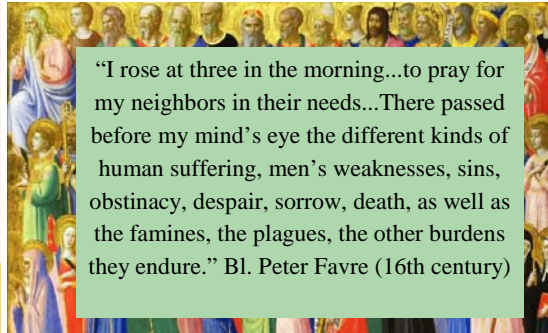 “I rose at three in the morning...to pray for
my neighbors in their needs...There passed
before my mind’s eye the different kinds of
human suffering, men’s weaknesses, sins,
obstinacy, despair, sorrow, death, as well as
the famines, the plagues, the other burdens
they endure.” Bl. Peter Favre (16th century)